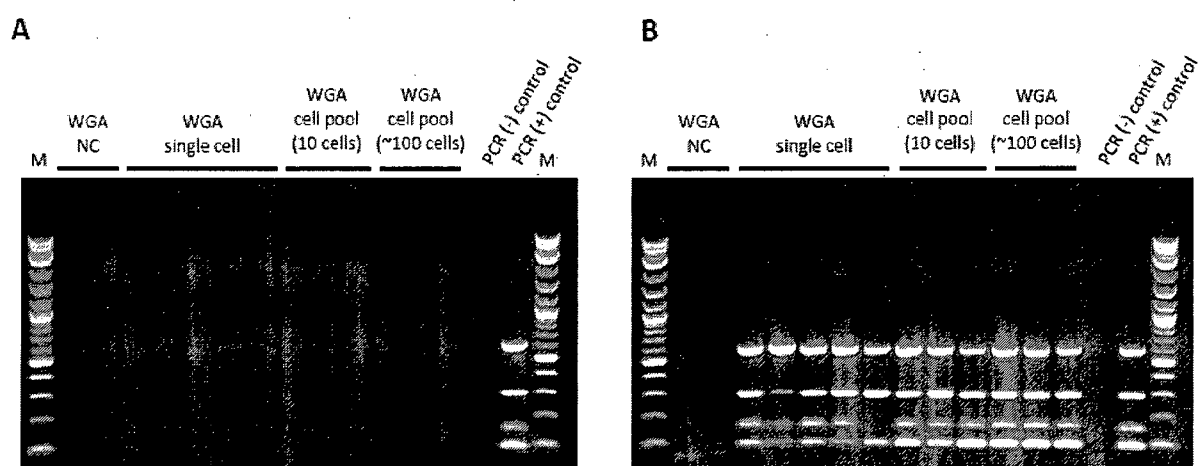 A
M
WGA
NC
WGA
single cell
WGA
cell pool
(10 cells)
WGA
cell pool
(~100 cells)
PCR (-) control
PCR (+) control
M
B
M
WGA
NC
WGA
single cell
WGA
cell pool
(10 cells)
WGA
cell pool
(~100 cells)
PCR (-) control
PCR (+) control
M